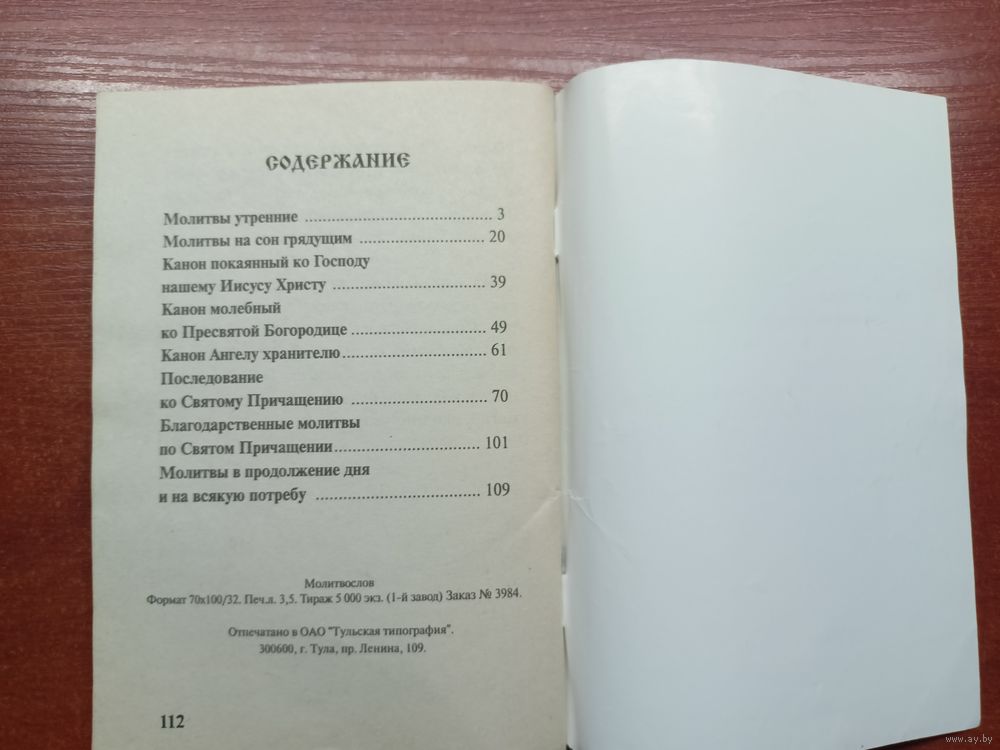 СОДЕРЖАНИЕ
Молитвы утренние ........................................... 3
Молитвы на сон грядущим .............................. 20
Канон покаянный ко Господу
нашему Иисусу Христу .................................... 39
Канон молебный
ко Пресвятой Богородице ................................ 49
Канон Ангелу хранителю................................. 61
Последование
ко Святому Причащению ................................ 70
Благодарственные молитвы
по Святом Причащении.................................. 101
Молитвы в продолжение дня
и на всякую потребу ...................................... 109
Молитвослов
Формат 70x100/32. Печ.л. 3,5. Тираж 5 000 экз. (1-й завод) Заказ № 3984.
Отпечатано в ОАО "Тульская типография".
300600, г. Тула, пр. Ленина, 109.
112
www.ay.by